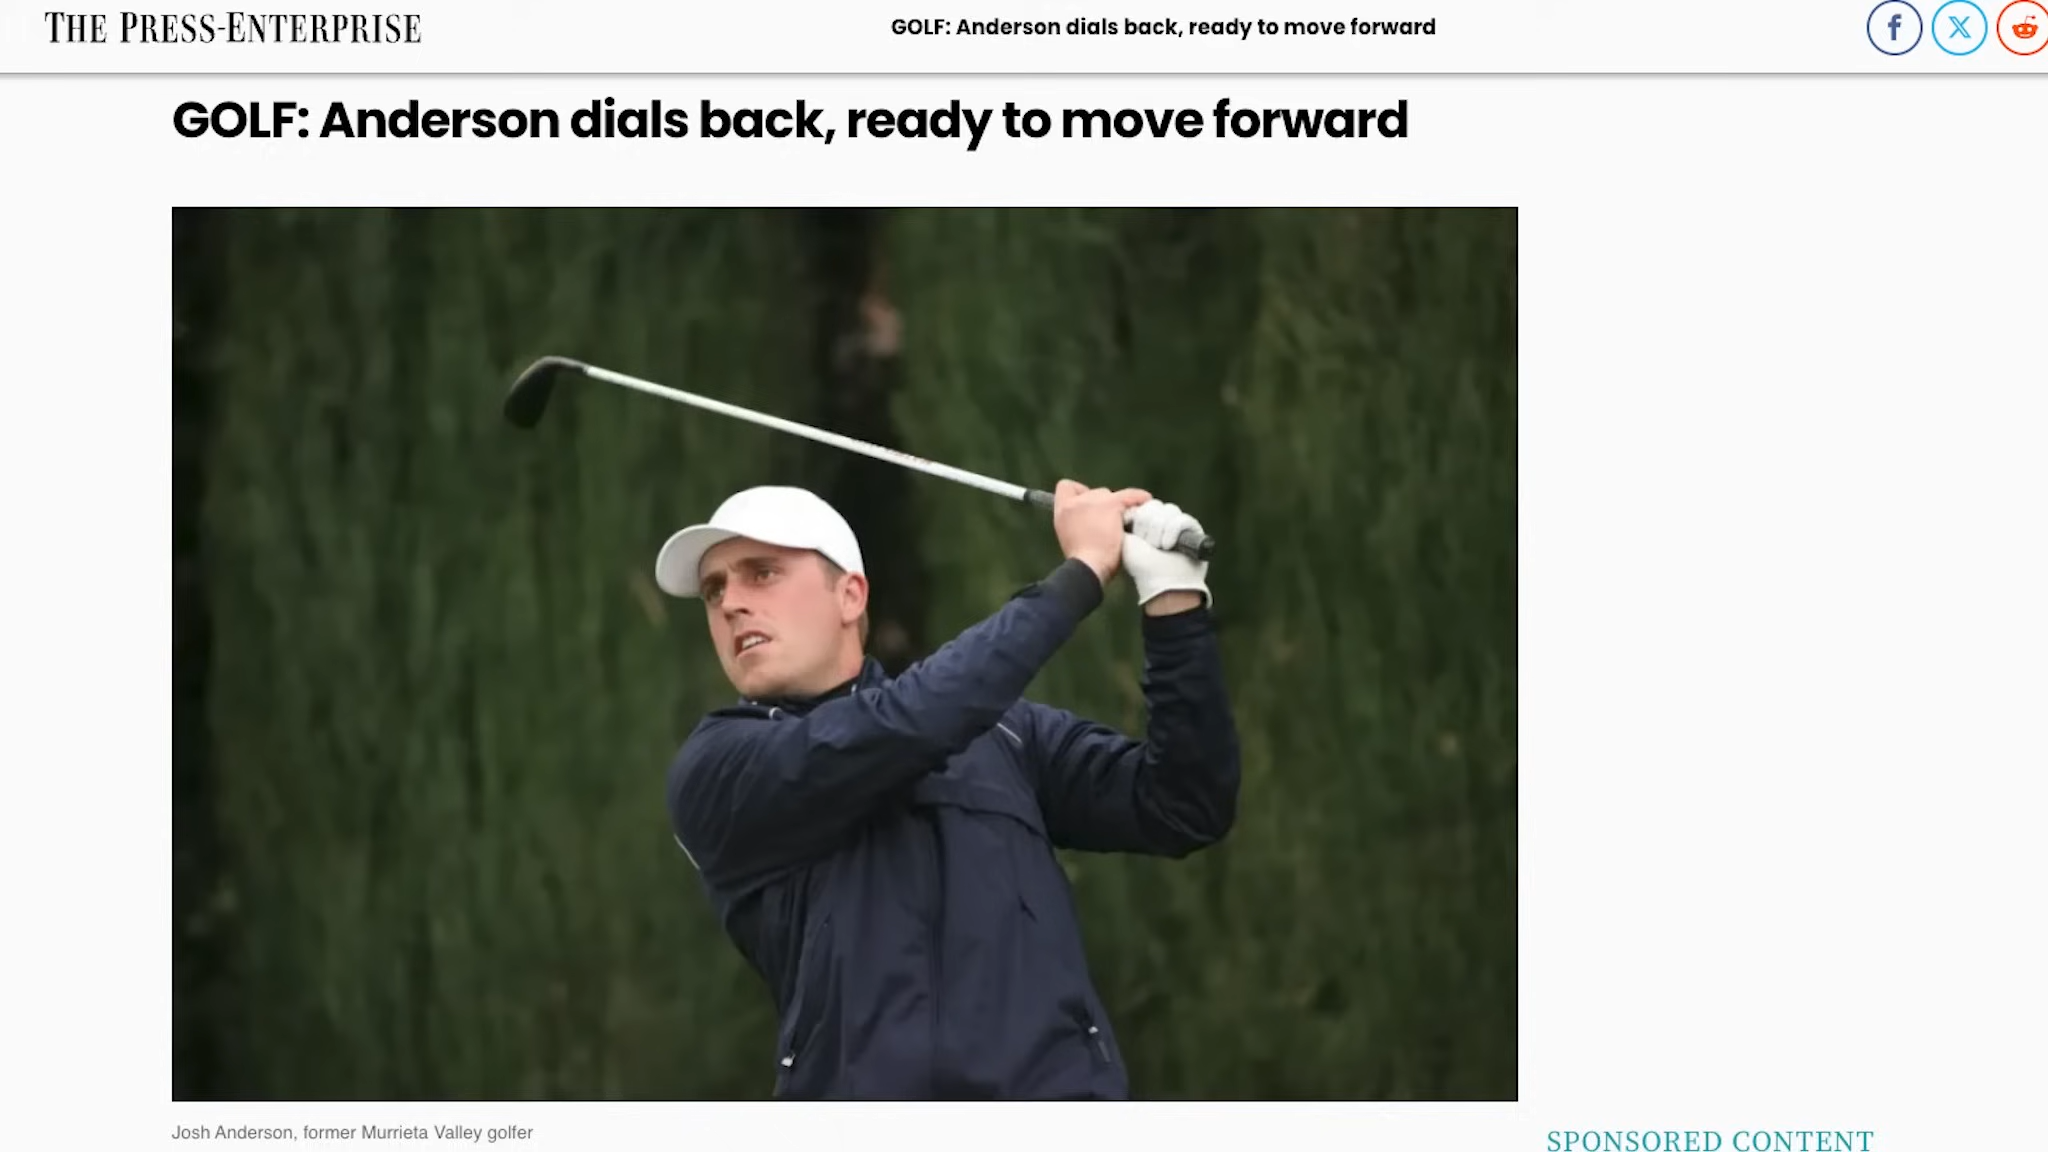 THE PRESS-ENTERPRISE
GOLF: Anderson dials back, ready to move forward
GOLF: Anderson dials back, ready to move forward
Josh Anderson, former Murrieta Valley golfer
SPONSORED CONTENT